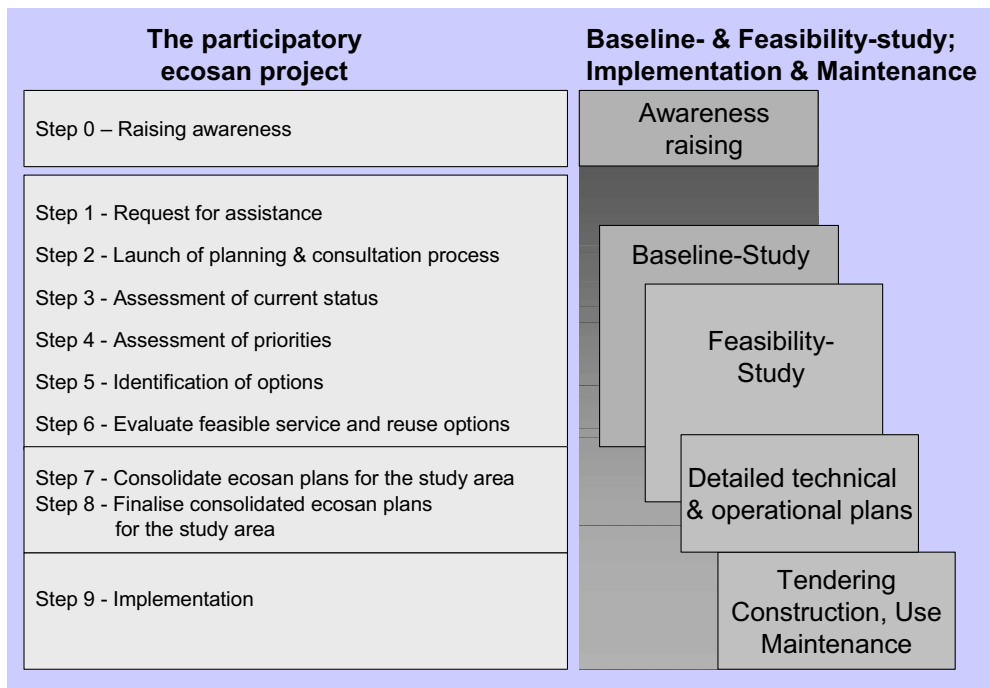 The participatory
ecosan project
Baseline- & Feasibility-study;
Implementation & Maintenance
Step 0 – Raising awareness
Step 1 - Request for assistance
Step 2 - Launch of planning & consultation process
Step 3 - Assessment of current status
Step 4 - Assessment of priorities
Step 5 - Identification of options
Step 6 - Evaluate feasible service and reuse options
Step 7 - Consolidate ecosan plans for the study area
Step 8 - Finalise consolidated ecosan plans
for the study area
Step 9 - Implementation
Awareness
raising
Baseline-Study
Feasibility-
Study
Detailed technical
& operational plans
Tendering
Construction, Use
Maintenance